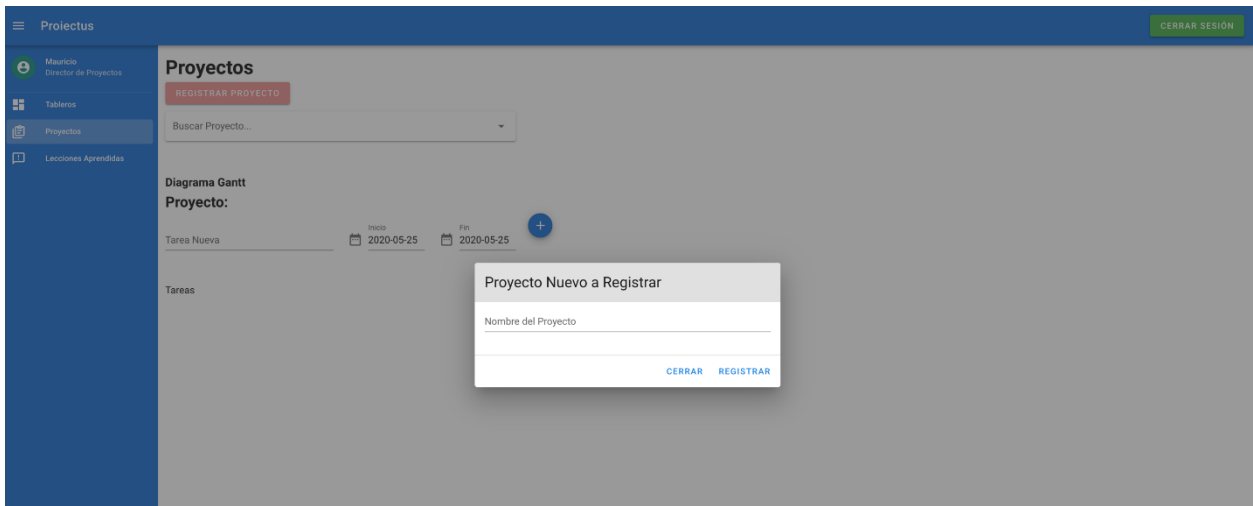 Proiectus
CERRAR SESIÓN
Mauricio
Director de Proyectos
Tableros
Proyectos
Lecciones Aprendidas
Proyectos
REGISTRAR PROYECTO
Buscar Proyecto...
Diagrama Gantt
Proyecto:
Tarea Nueva
Inicio
2020-05-25
Fin
2020-05-25
Tareas
Proyecto Nuevo a Registrar
Nombre del Proyecto
CERRAR REGISTRAR